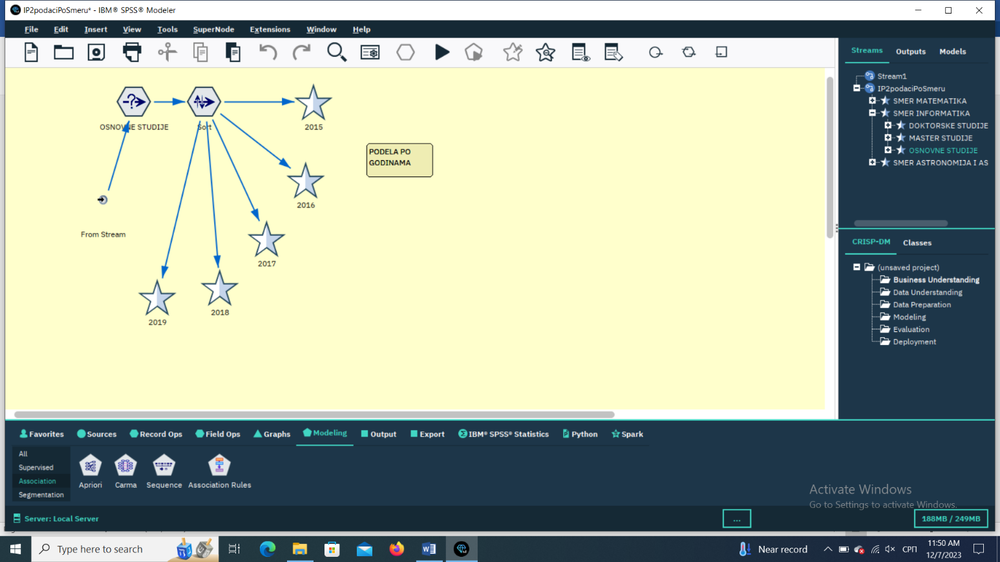 IP2podaciPoSmeru* - IBM® SPSS® Modeler
File Edit Insert View Tools SuperNode Extensions Window Help
OSNOVNE STUDIJE
Sort
2015
PODELA PO
GODINAMA
2016
From Stream
2017
2018
2019
Streams Outputs Models
Stream1
IP2podaciPoSmeru
SMER MATEMATIKA
SMER INFORMATIKA
DOKTORSKE STUDIJE
MASTER STUDIJE
OSNOVNE STUDIJE
SMER ASTRONOMIJA I AS
CRISP-DM Classes
(unsaved project)
Business Understanding
Data Understanding
Data Preparation
Modeling
Evaluation
Deployment
Favorites Sources Record Ops Field Ops Graphs Modeling Output Export IBM® SPSS® Statistics Python Spark
All
Supervised
Association
Segmentation
Apriori Carma Sequence Association Rules
Activate Windows
Go to Settings to activate Windows.
Server: Local Server
...
188MB / 249MB
Type here to search
Near record
СРП
11:50 AM
12/7/2023